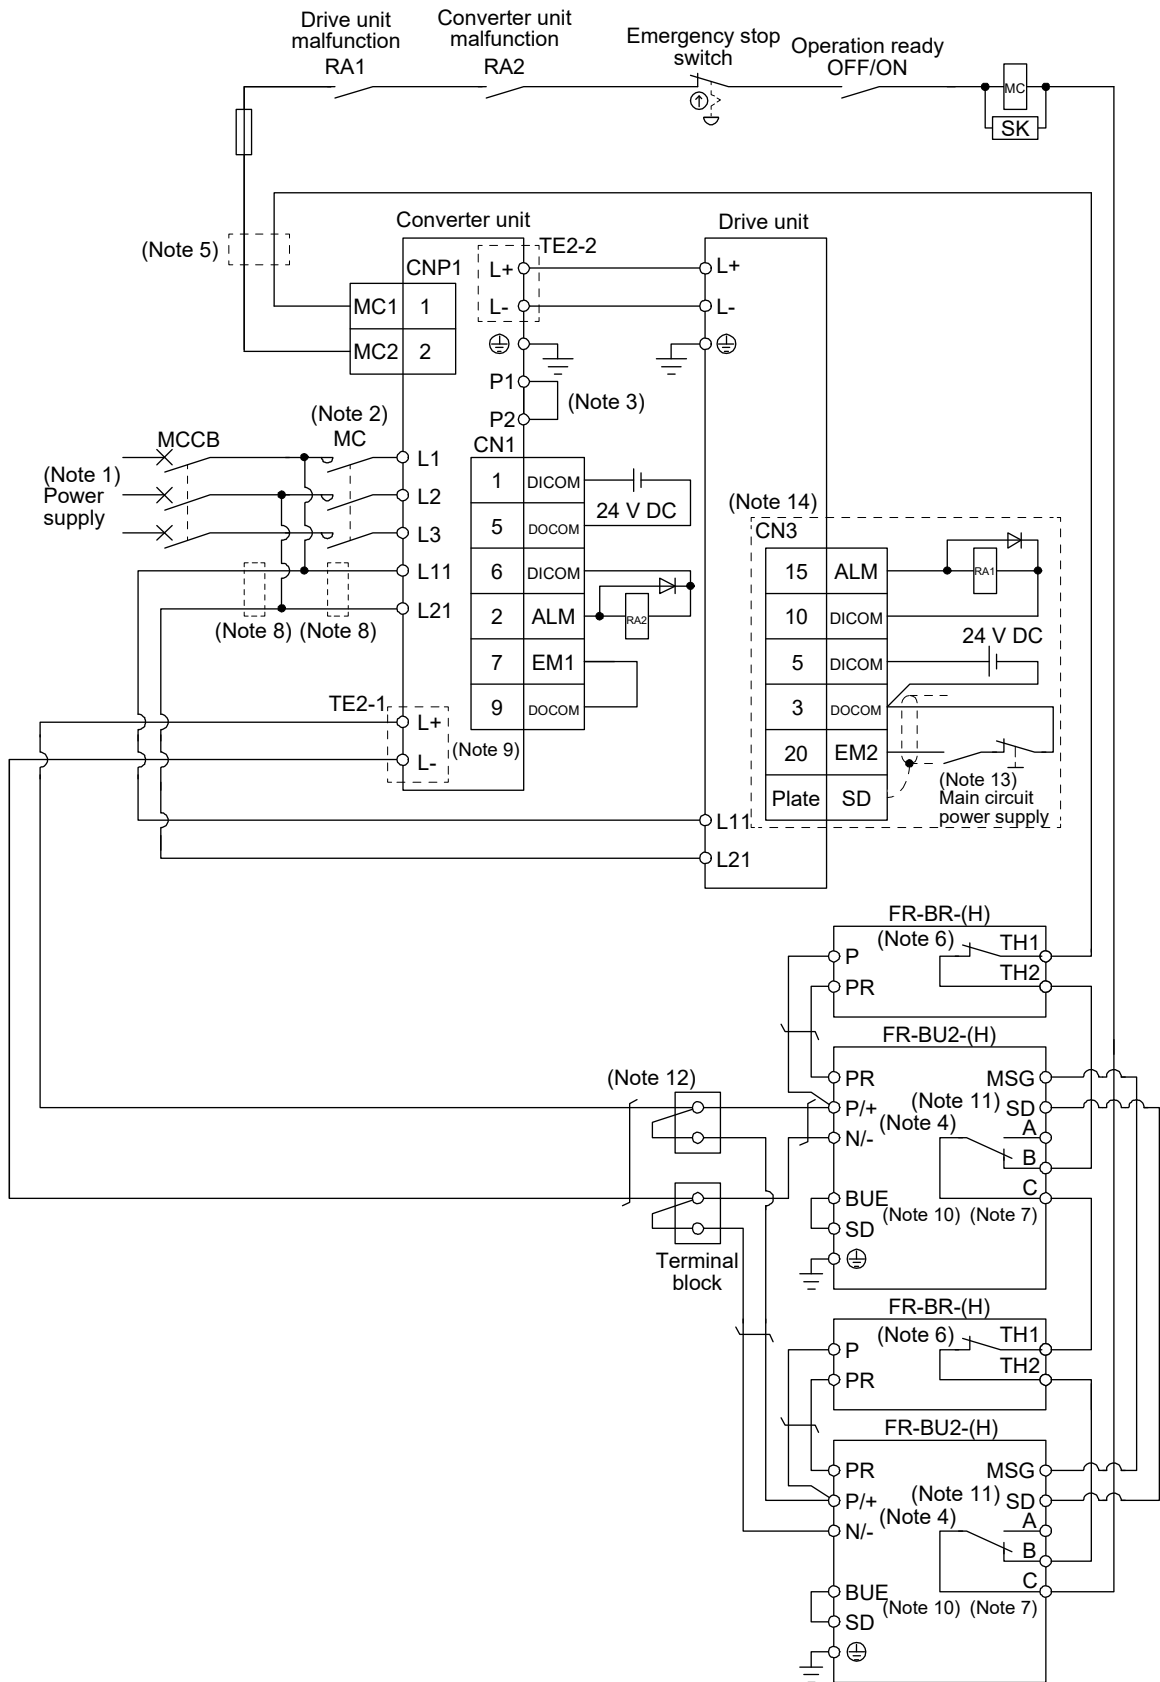 Drive unit
malfunction
RA1
Converter unit
malfunction
RA2
Emergency stop
switch
Operation ready
OFF/ON
MC
SK
(Note 5)
Converter unit
CNP1
MC1 1
MC2 2
L+
L-
TE2-2
P1
P2
(Note 3)
Drive unit
L+
L-
(Note 1)
Power
supply
MCCB
(Note 2)
MC
L1
L2
L3
L11
L21
(Note 8) (Note 8)
CN1
1 DICOM
5 DOCOM
6 DICOM
2 ALM
7 EM1
9 DOCOM
24 V DC
RA2
TE2-1
L+
L-
(Note 9)
(Note 14)
CN3
15 ALM
10 DICOM
5 DICOM
3 DOCOM
20 EM2
Plate SD
RA1
24 V DC
(Note 13)
Main circuit
power supply
L11
L21
FR-BR-(H)
(Note 6)
P
PR
TH1
TH2
FR-BU2-(H)
PR
P/+
N/-
BUE
SD
MSG
(Note 11)
SD
(Note 4)
A
B
C
(Note 10) (Note 7)
(Note 12)
Terminal
block
FR-BR-(H)
(Note 6)
P
PR
TH1
TH2
FR-BU2-(H)
PR
P/+
N/-
BUE
SD
MSG
(Note 11)
SD
(Note 4)
A
B
C
(Note 10) (Note 7)